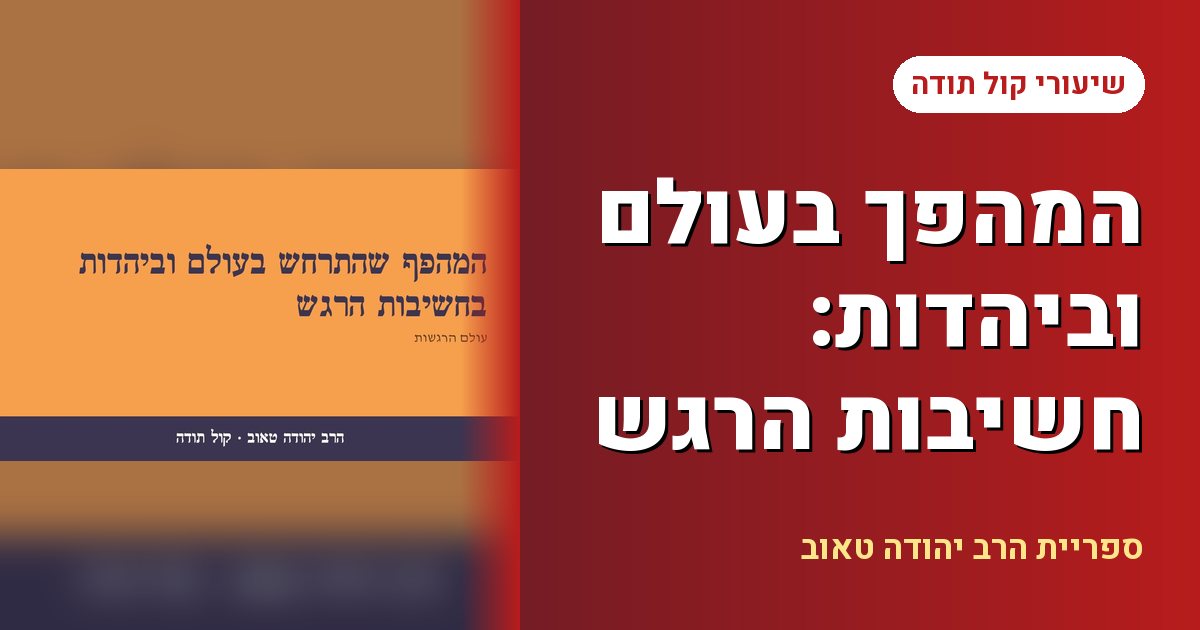 שיעורי קול תודה
המהפך בעולם
וביהדות:
חשיבות הרגש
ספריית הרב יהודה טאוב
המהפף שהתרחש בעולם וביהדות
בחשיבות הרגש
עולם הרגשות
הרב יהודה טאוב · קול תודה